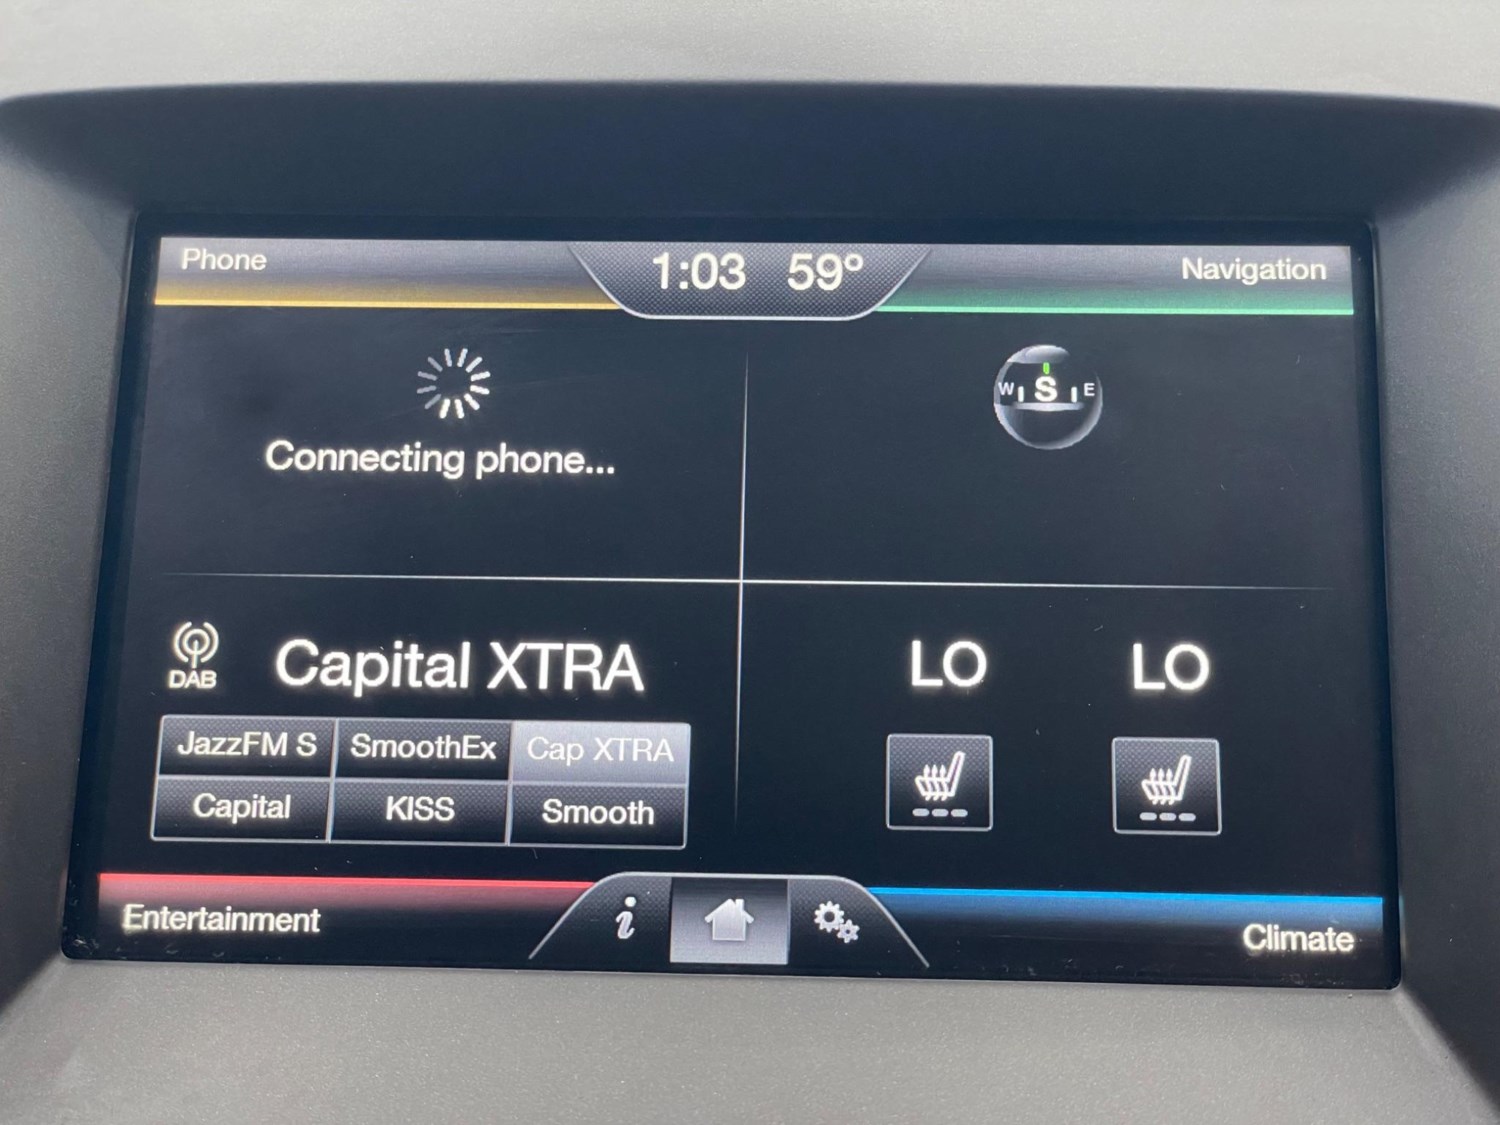 Phone
1:03 59°
Navigation
Connecting phone...
W S E
DAB
Capital XTRA
JazzFM S SmoothEx Cap XTRA
Capital KISS Smooth
LO LO
Entertainment
i
Climate